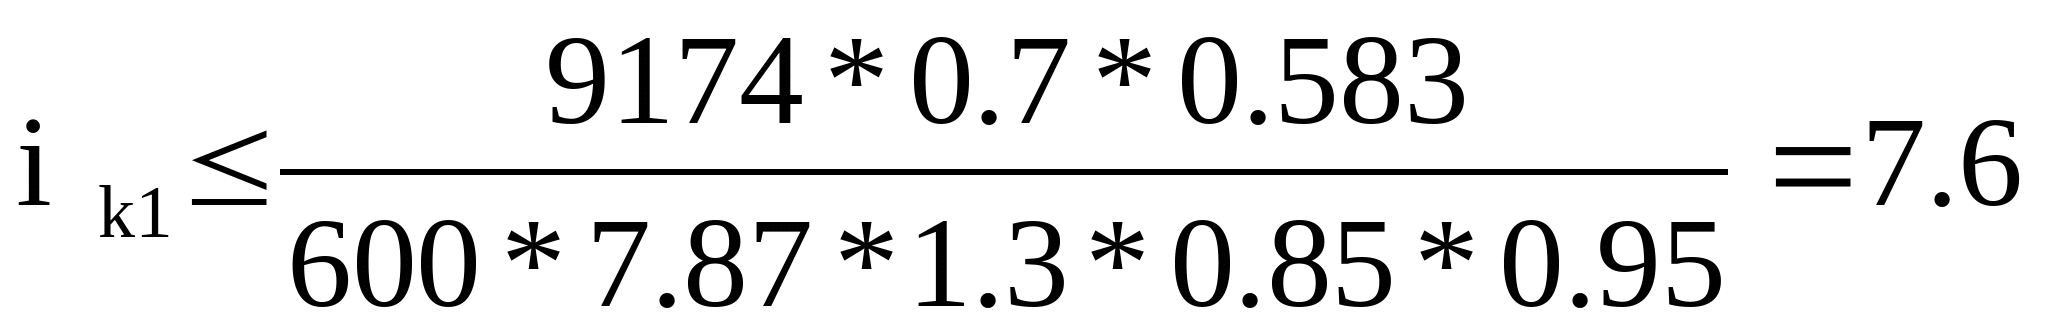 9174 * 0.7 * 0.583
i k1 ≤ = 7.6
600 * 7.87 * 1.3 * 0.85 * 0.95